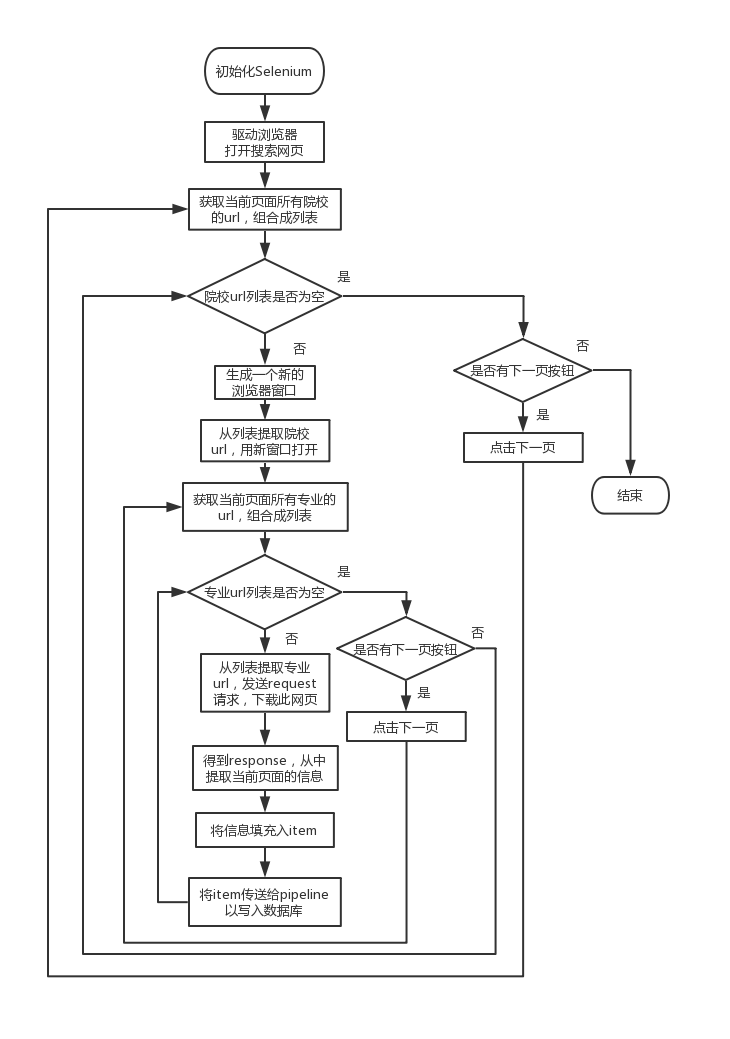 初始化Selenium
驱动浏览器
打开搜索网页
获取当前页面所有院校
的url，组合成列表
是
院校url列表是否为空
否
否
是否有下一页按钮
生成一个新的
浏览器窗口
是
从列表提取院校
url，用新窗口打开
点击下一页
结束
获取当前页面所有专业的
url，组合成列表
是
专业url列表是否为空
否
否
是否有下一页按钮
从列表提取专业
url，发送request
请求，下载此网页
是
点击下一页
得到response，从中
提取当前页面的信息
将信息填充入item
将item传送给pipeline
以写入数据库